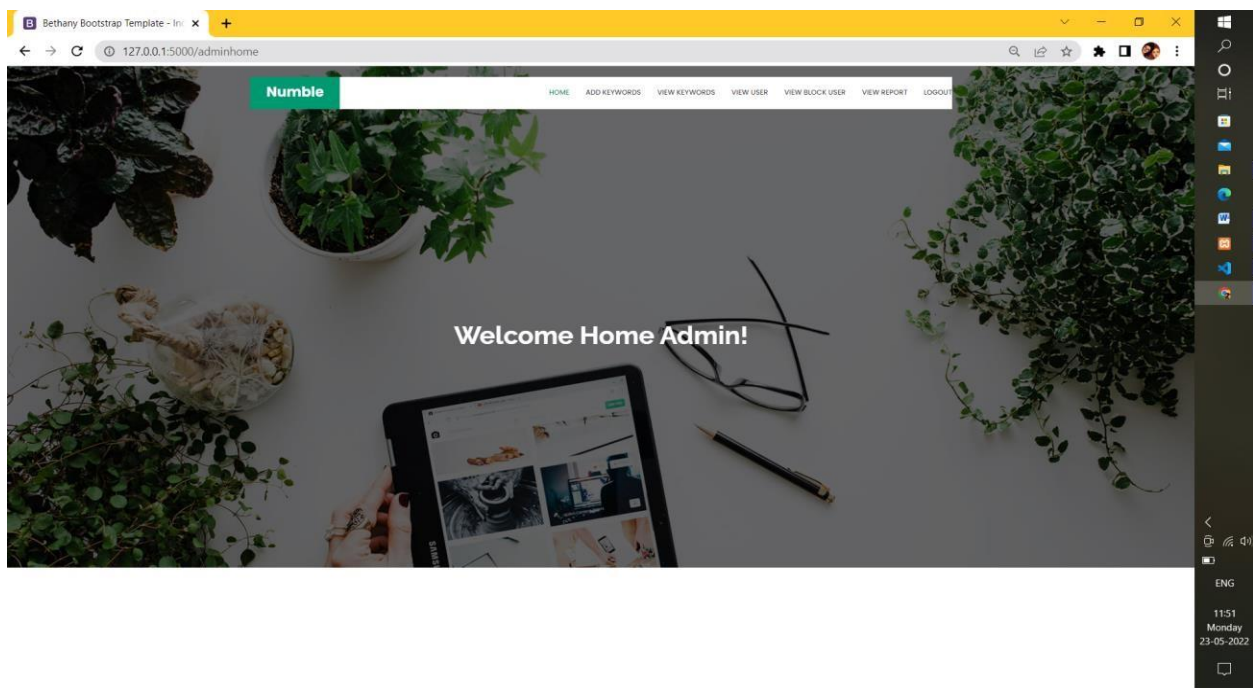 Bethany Bootstrap Template - In
127.0.0.1:5000/adminhome
Numble
HOME ADD KEYWORDS VIEW KEYWORDS VIEW USER VIEW BLOCK USER VIEW REPORT LOGOUT
Welcome Home Admin!
SAMS
ENG
11:51
Monday
23-05-2022